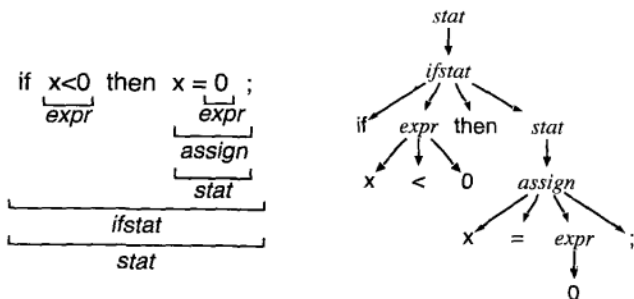 if x<0 then x = 0 ;
expr expr
assign
stat
ifstat
stat
stat
ifstat
if expr then stat
x < 0 assign
x = expr ;
0